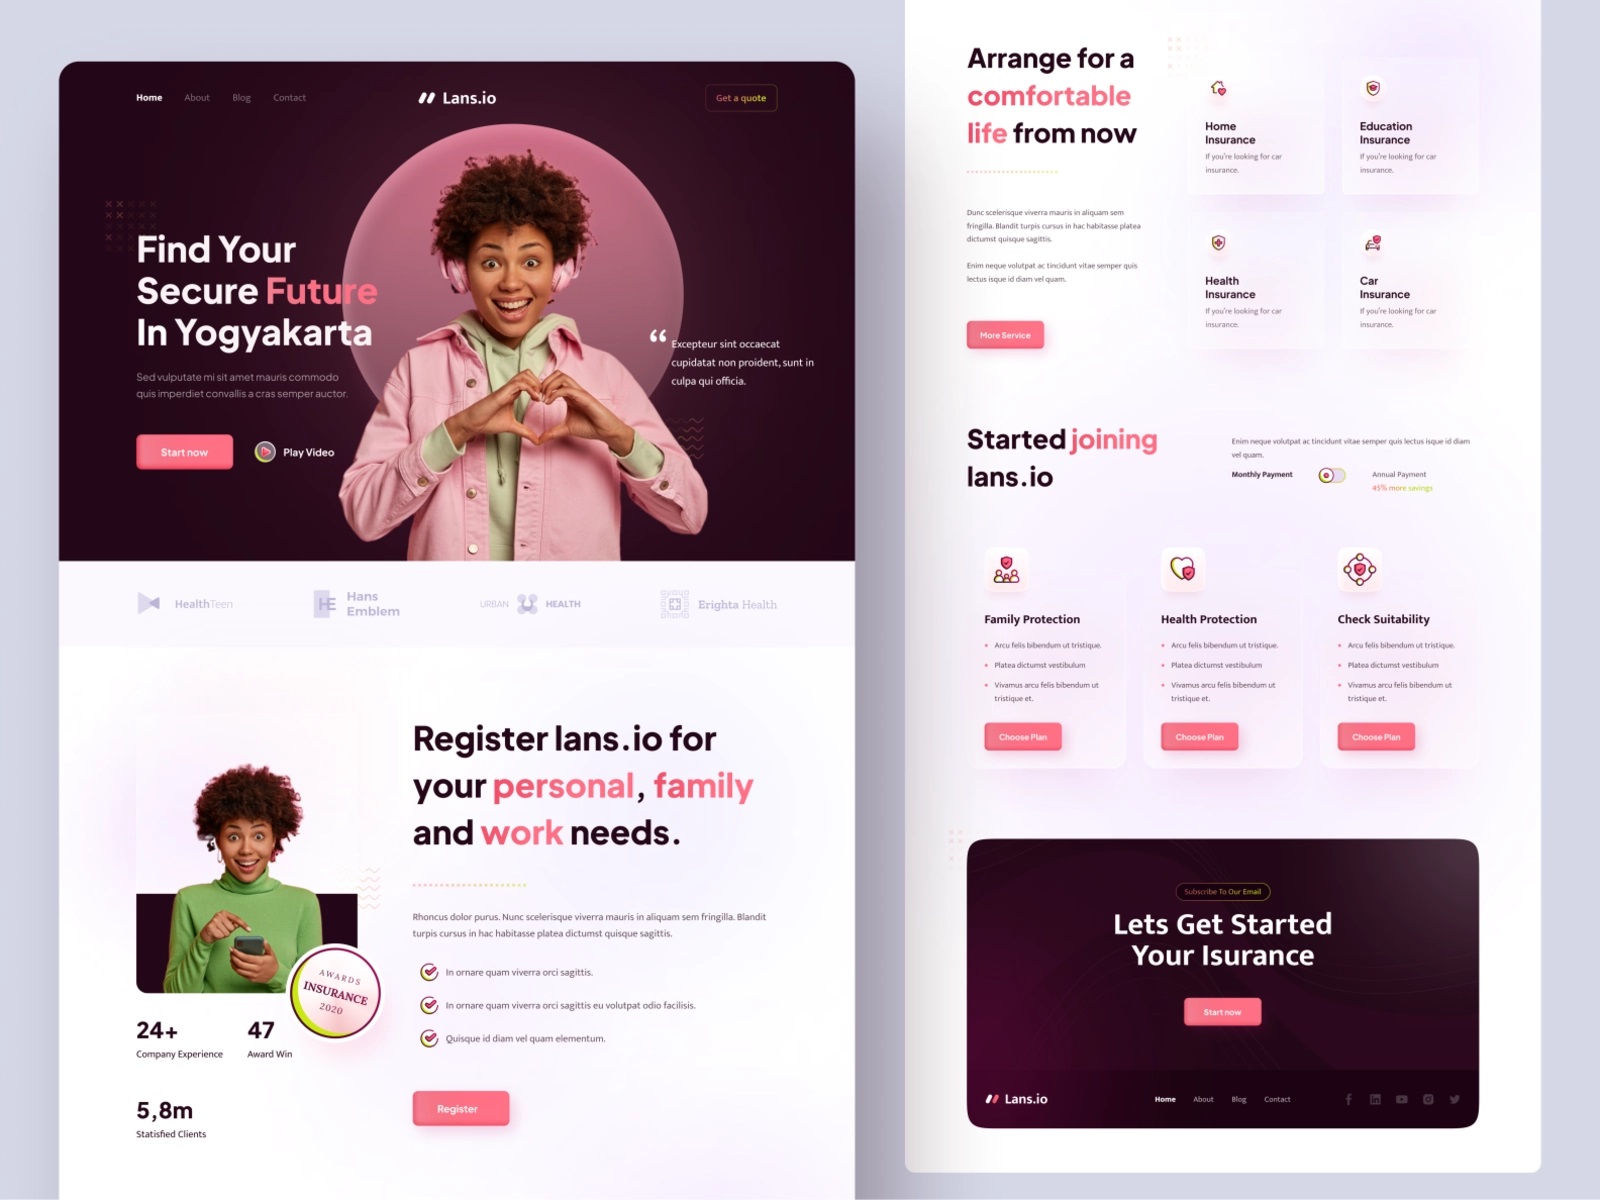 Home About Blog Contact
Lans.io
Get a quote
Find Your
Secure Future
In Yogyakarta
Sed vulputate mi sit amet mauris commodo
quis imperdiet convallis a cras semper auctor.
Start now
Play Video
“ Excepteur sint occaecat
cupidatat non proident, sunt in
culpa qui officia.
HealthTeen
HE Hans
Emblem
URBAN HEALTH
Erighta Health
Register lans.io for
your personal, family
and work needs.
Rhoncus dolor purus. Nunc scelerisque viverra mauris in aliquam sem fringilla. Blandit
turpis cursus in hac habitasse platea dictumst quisque sagittis.
In ornare quam viverra orci sagittis.
In ornare quam viverra orci sagittis eu volutpat odio facilisis.
Quisque id diam vel quam elementum.
Register
AWARDS
INSURANCE
2020
24+
Company Experience
47
Award Win
5,8m
Statisfied Clients
Arrange for a
comfortable
life from now
Dunc scelerisque viverra mauris in aliquam sem
fringilla. Blandit turpis cursus in hac habitasse platea
dictumst quisque sagittis.
Enim neque volutpat ac tincidunt vitae semper quis
lectus isque id diam vel quam.
More Service
Home
Insurance
If you're looking for car
insurance.
Education
Insurance
If you're looking for car
insurance.
Health
Insurance
If you're looking for car
insurance.
Car
Insurance
If you're looking for car
insurance.
Started joining
lans.io
Enim neque volutpat ac tincidunt vitae semper quis lectus isque id diam
vel quam.
Monthly Payment
Annual Payment
45% more savings
Family Protection
Arcu felis bibendum ut tristique.
Platea dictumst vestibulum
Vivamus arcu felis bibendum ut
tristique et.
Choose Plan
Health Protection
Arcu felis bibendum ut tristique.
Platea dictumst vestibulum
Vivamus arcu felis bibendum ut
tristique et.
Choose Plan
Check Suitability
Arcu felis bibendum ut tristique.
Platea dictumst vestibulum
Vivamus arcu felis bibendum ut
tristique et.
Choose Plan
Subscribe To Our Email
Lets Get Started
Your Isurance
Start now
Lans.io
Home About Blog Contact